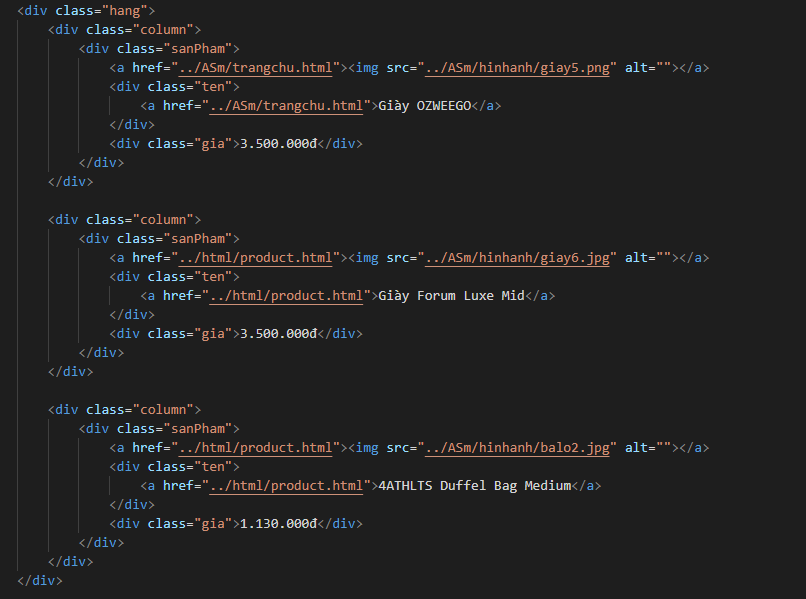 <div class="hang">
<div class="column">
<div class="sanPham">
<a href="../ASm/trangchu.html"><img src="../ASm/hinhanh/giay5.png" alt=""></a>
<div class="ten">
<a href="../ASm/trangchu.html">Giày OZWEEGO</a>
</div>
<div class="gia">3.500.000đ</div>
</div>
</div>
<div class="column">
<div class="sanPham">
<a href="../html/product.html"><img src="../ASm/hinhanh/giay6.jpg" alt=""></a>
<div class="ten">
<a href="../html/product.html">Giày Forum Luxe Mid</a>
</div>
<div class="gia">3.500.000đ</div>
</div>
</div>
<div class="column">
<div class="sanPham">
<a href="../html/product.html"><img src="../ASm/hinhanh/balo2.jpg" alt=""></a>
<div class="ten">
<a href="../html/product.html">4ATHLTS Duffel Bag Medium</a>
</div>
<div class="gia">1.130.000đ</div>
</div>
</div>
</div>